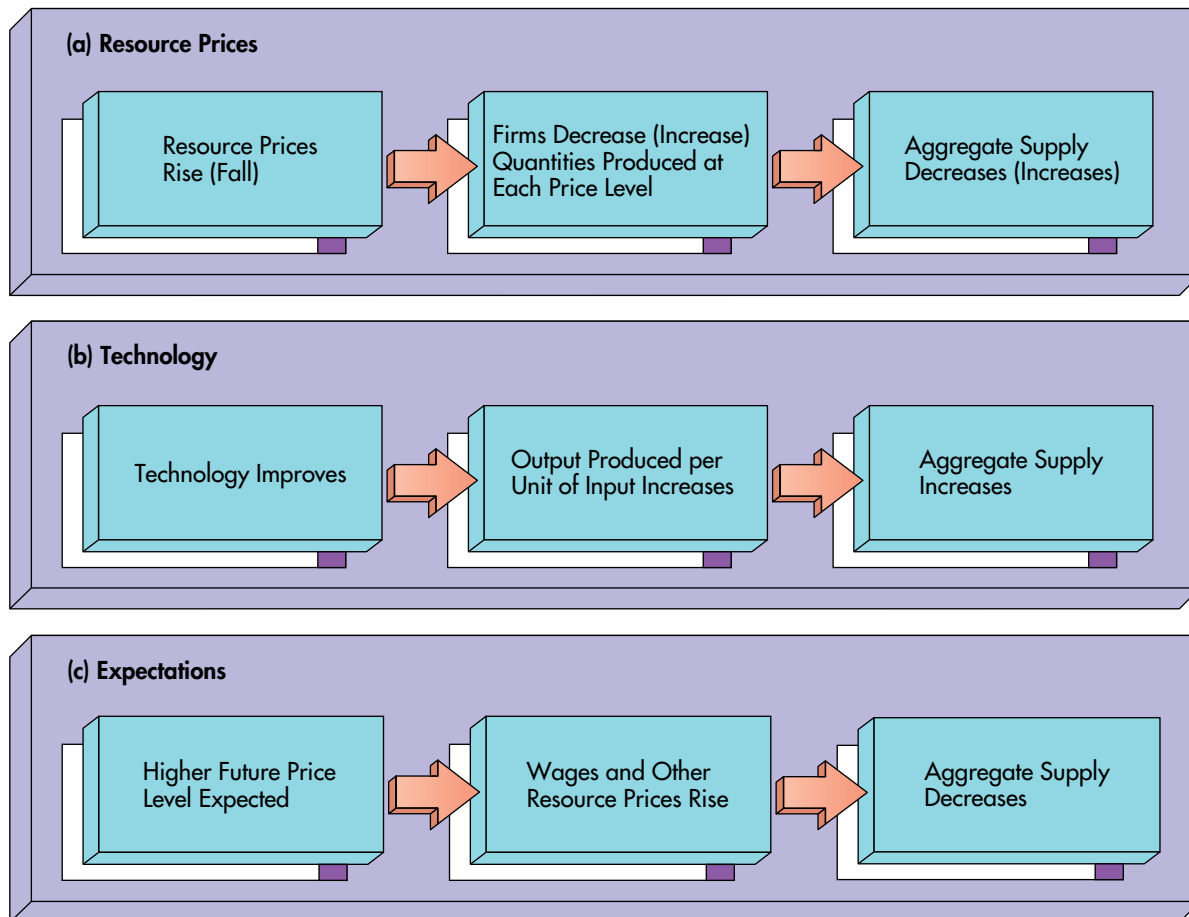 (a) Resource Prices
Resource Prices
Rise (Fall)
Firms Decrease (Increase)
Quantities Produced at
Each Price Level
Aggregate Supply
Decreases (Increases)
(b) Technology
Technology Improves
Output Produced per
Unit of Input Increases
Aggregate Supply
Increases
(c) Expectations
Higher Future Price
Level Expected
Wages and Other
Resource Prices Rise
Aggregate Supply
Decreases